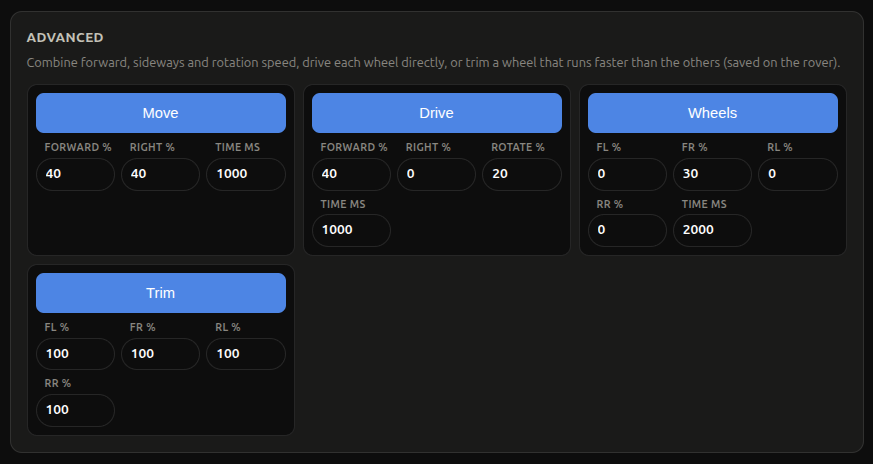 ADVANCED
Combine forward, sideways and rotation speed, drive each wheel directly, or trim a wheel that runs faster than the others (saved on the rover).
Move
FORWARD % RIGHT % TIME MS
40 40 1000
Drive
FORWARD % RIGHT % ROTATE %
40 0 20
TIME MS
1000
Wheels
FL % FR % RL %
0 30 0
RR % TIME MS
0 2000
Trim
FL % FR % RL %
100 100 100
RR %
100